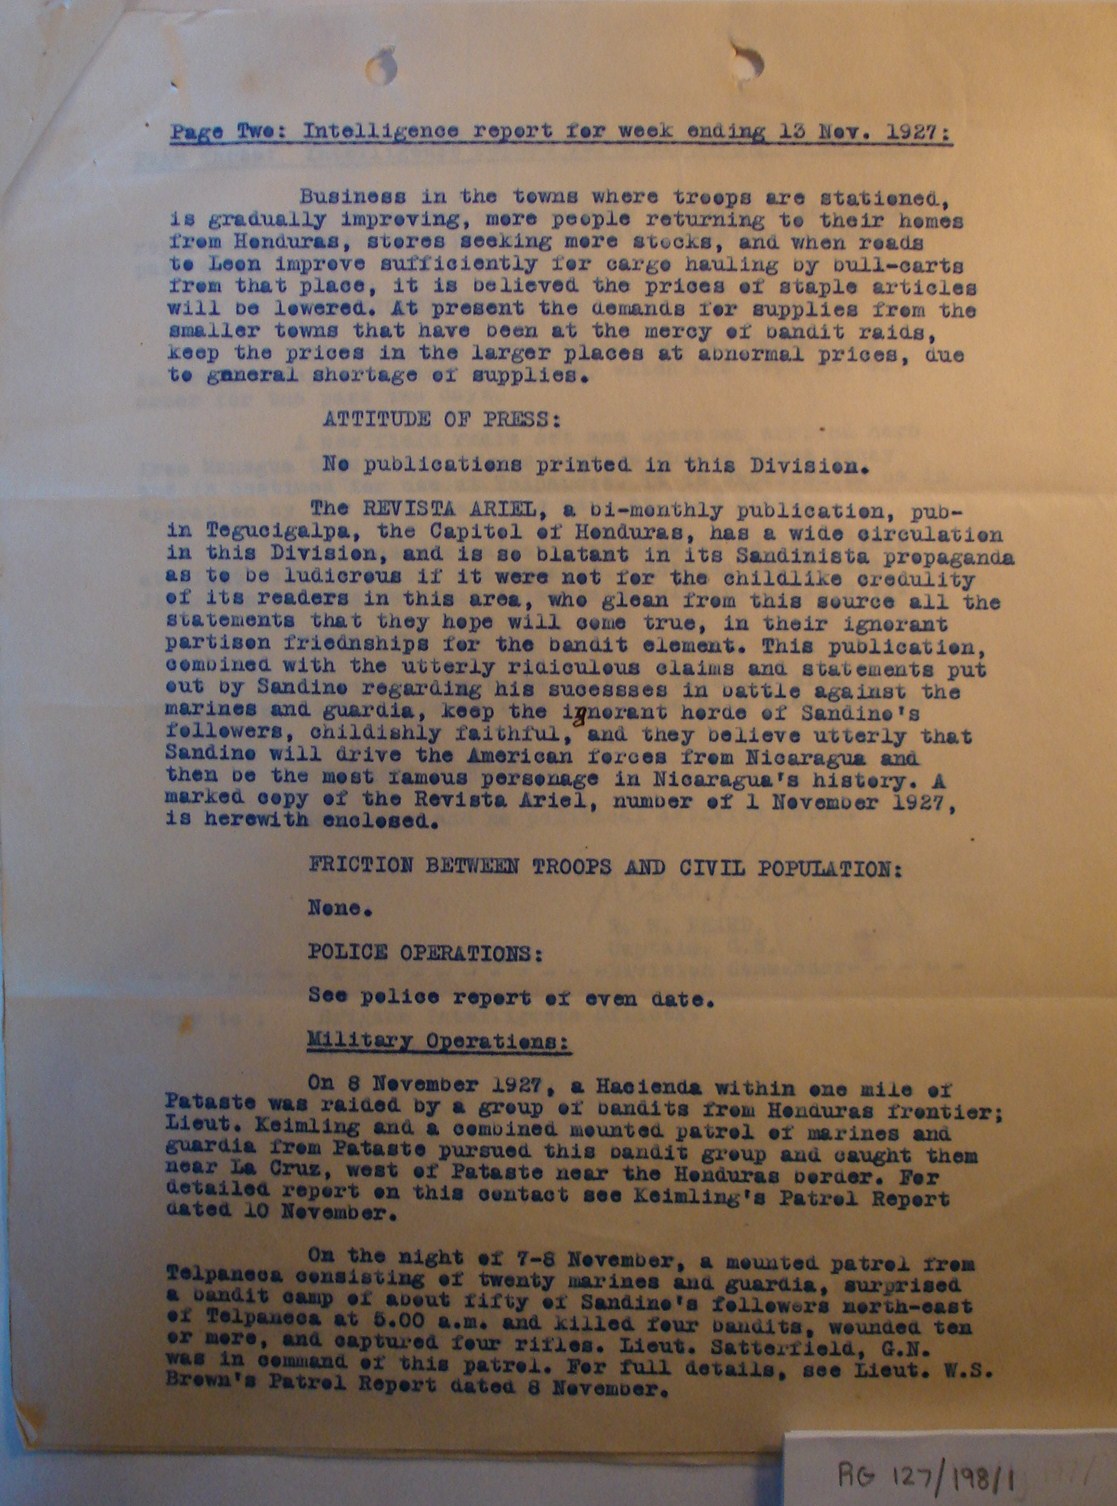 Page Two: Intelligence report for week ending 13 Nov. 1927:
Business in the towns where troops are stationed,
is gradually improving, more people returning to their homes
from Honduras, stores seeking more stocks, and when roads
to Leon improve sufficiently for cargo hauling by bull-carts
from that place, it is believed the prices of staple articles
will be lowered. At present the demands for supplies from the
smaller towns that have been at the mercy of bandit raids,
keep the prices in the larger places at abnormal prices, due
to gneral shortage of supplies.
ATTITUDE OF PRESS:
No publications printed in this Division.
The REVISTA ARIEL, a bi-monthly publication, pub-
in Tegucigalpa, the Capitol of Honduras, has a wide circulation
in this Division, and is so blatant in its Sandinista propaganda
as to be ludicrous if it were not for the childlike credulity
of its readers in this area, who glean from this source all the
statements that they hope will come true, in their ignorant
partison friednships for the bandit element. This publication,
combined with the utterly ridiculous claims and statements put
out by Sandino regarding his sucessses in battle against the
marines and guardia, keep the ignorant horde of Sandino's
followers, childishly faithful, and they believe utterly that
Sandino will drive the American forces from Nicaragua and
then be the most famous personage in Nicaragua's history. A
marked copy of the Revista Ariel, number of 1 November 1927,
is herewith enclosed.
FRICTION BETWEEN TROOPS AND CIVIL POPULATION:
None.
POLICE OPERATIONS:
See police report of even date.
Military Operations:
On 8 November 1927, a Hacienda within one mile of
Pataste was raided by a group of bandits from Honduras frontier;
Lieut. Keimling and a combined mounted patrol of marines and
guardia from Pataste pursued this bandit group and caught them
near La Cruz, west of Pataste near the Honduras border. For
detailed report on this contact see Keimling's Patrol Report
dated 10 November.
On the night of 7-8 November, a mounted patrol from
Telpaneca consisting of twenty marines and guardia, surprised
a bandit camp of about fifty of Sandino's followers north-east
of Telpaneca at 5.00 a.m. and killed four bandits, wounded ten
or more, and captured four rifles. Lieut. Satterfield, G.N.
was in command of this patrol. For full details, see Lieut. W.S.
Brown's Patrol Report dated 8 November.
RG 127/198/1